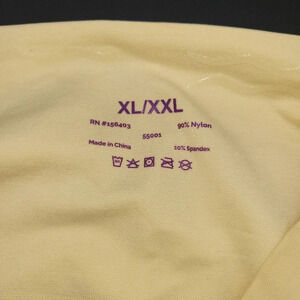 XL/XXL
RN #156403 90% Nylon
55001
Made in China 10% Spandex